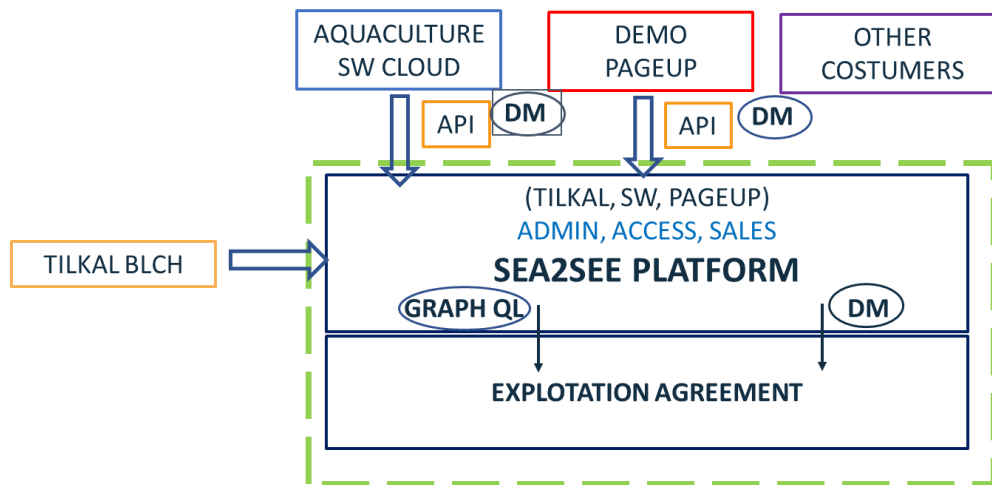 AQUACULTURE
SW CLOUD
DEMO
PAGEUP
OTHER
COSTUMERS
API
DM
API
DM
(TILKAL, SW, PAGEUP)
ADMIN, ACCESS, SALES
SEA2SEE PLATFORM
TILKAL BLCH
GRAPH QL
DM
EXPLOTATION AGREEMENT